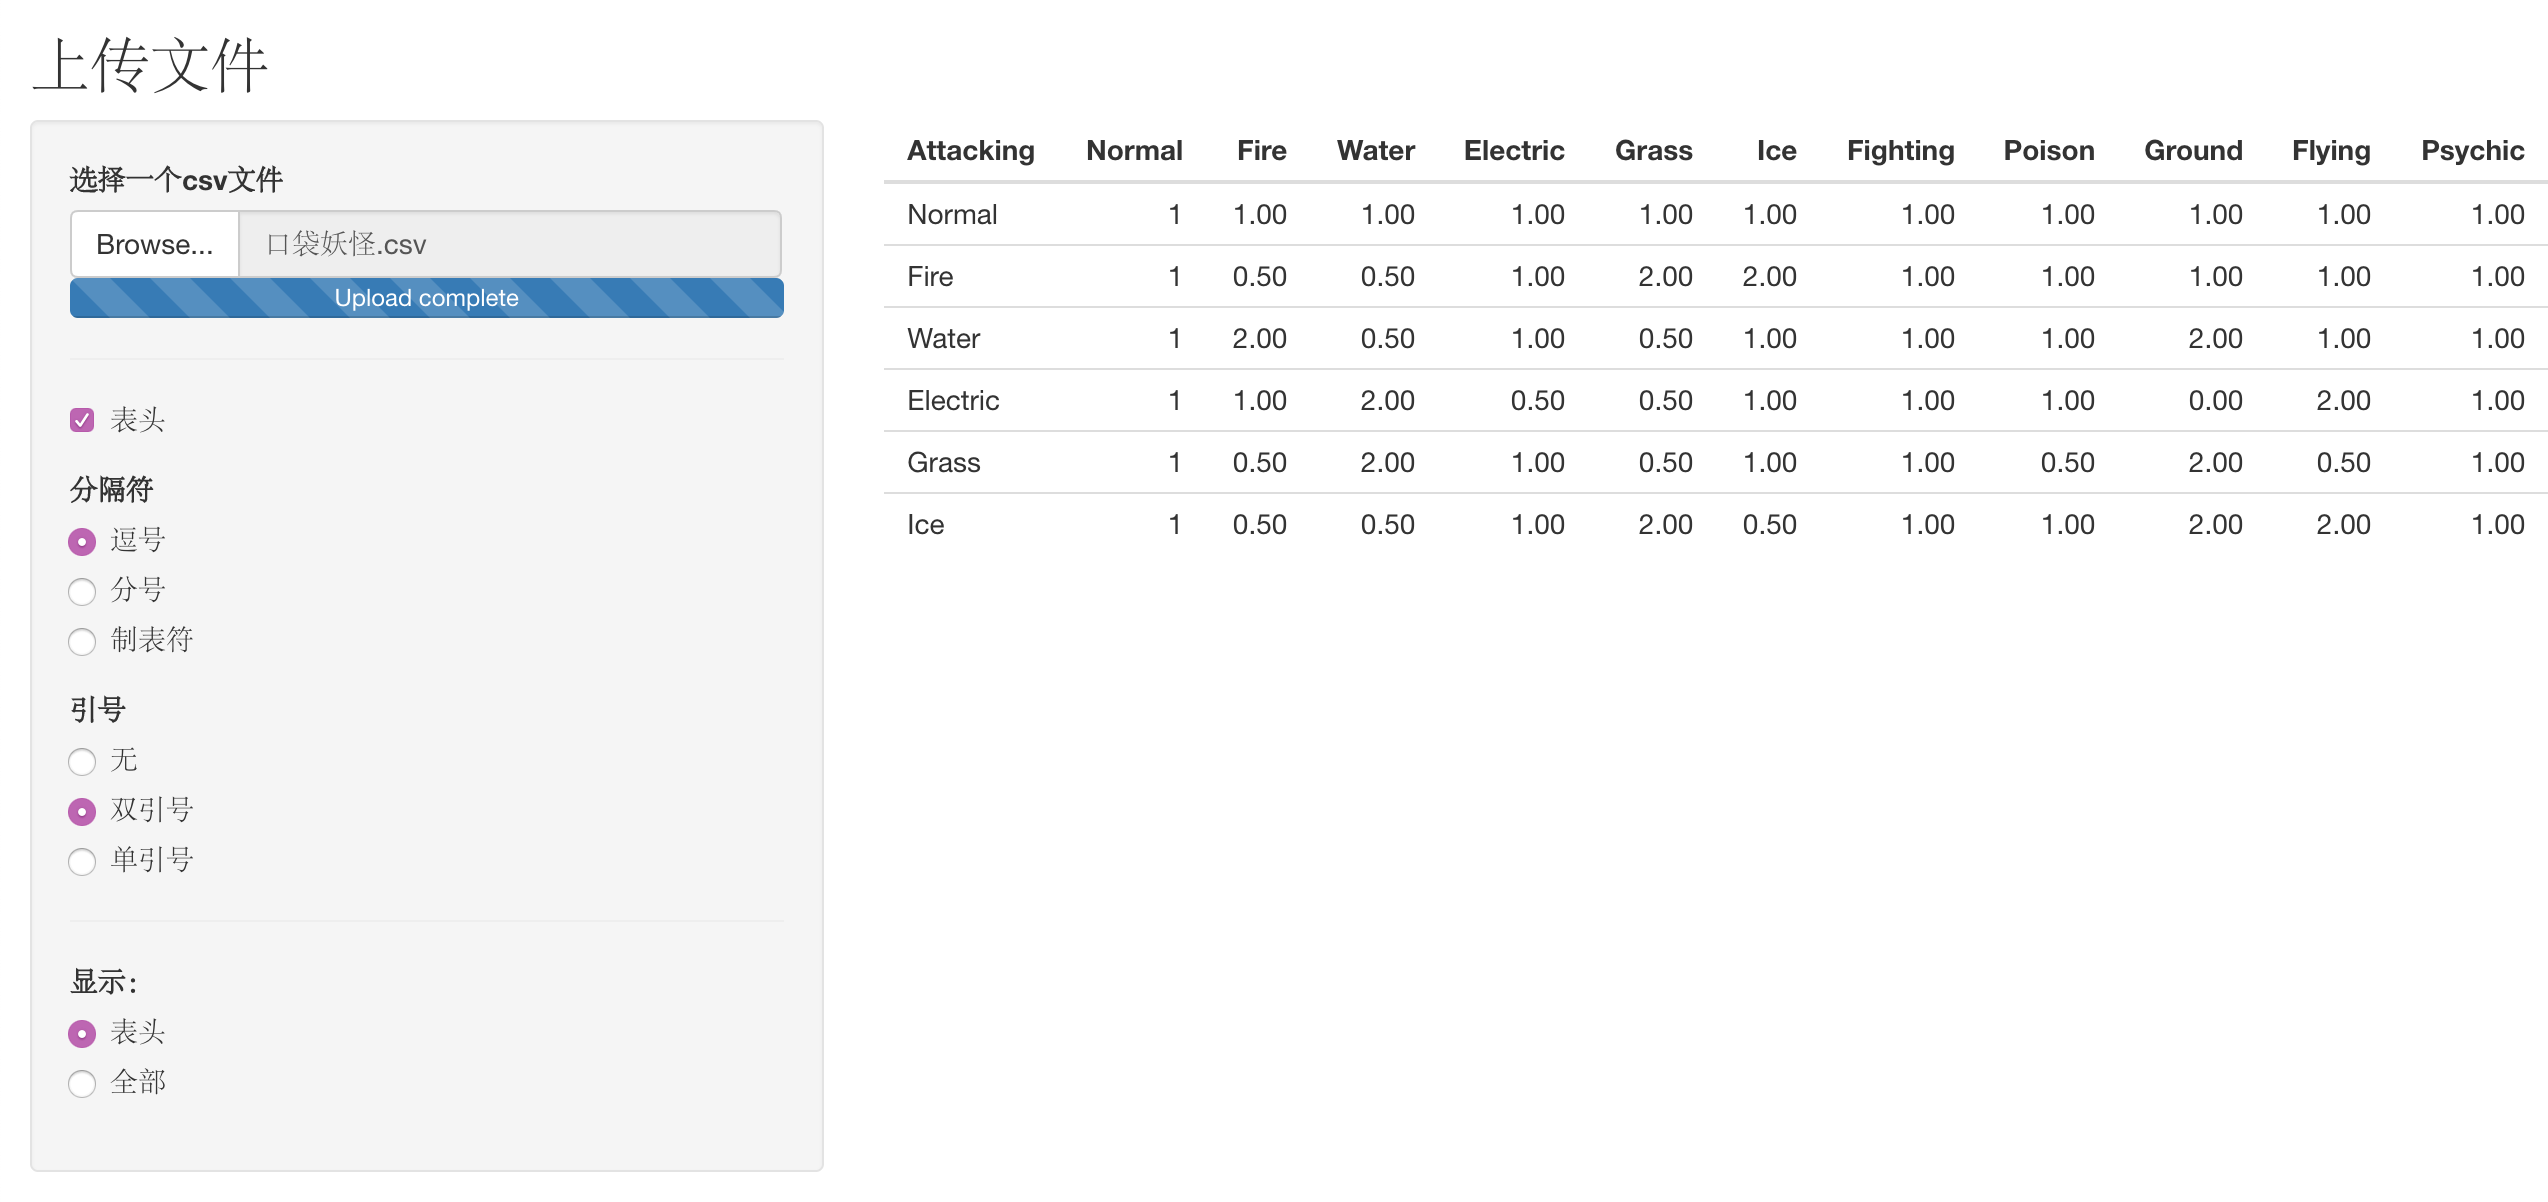 上传文件
选择一个csv文件
Browse... 口袋妖怪.csv
Upload complete
表头
分隔符
逗号
分号
制表符
引号
无
双引号
单引号
显示:
表头
全部
Attacking Normal Fire Water Electric Grass Ice Fighting Poison Ground Flying Psychic
Normal 1 1.00 1.00 1.00 1.00 1.00 1.00 1.00 1.00 1.00 1.00
Fire 1 0.50 0.50 1.00 2.00 2.00 1.00 1.00 1.00 1.00 1.00
Water 1 2.00 0.50 1.00 0.50 1.00 1.00 1.00 2.00 1.00 1.00
Electric 1 1.00 2.00 0.50 0.50 1.00 1.00 1.00 0.00 2.00 1.00
Grass 1 0.50 2.00 1.00 0.50 1.00 1.00 0.50 2.00 0.50 1.00
Ice 1 0.50 0.50 1.00 2.00 0.50 1.00 1.00 2.00 2.00 1.00